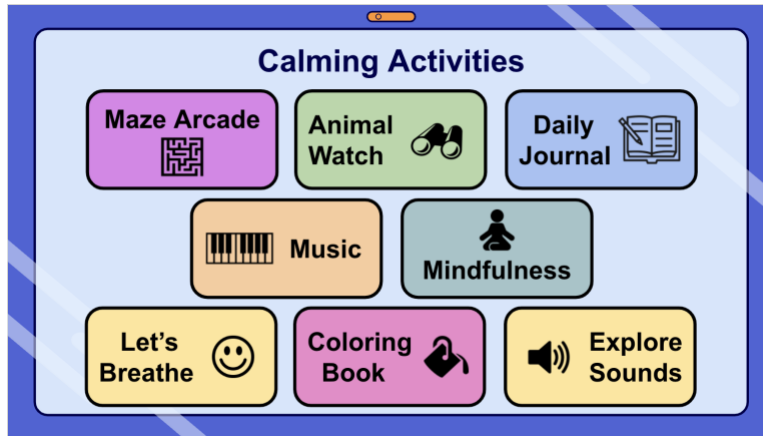 Calming Activities
Maze Arcade
Animal
Watch
Daily
Journal
Music
Mindfulness
Let's
Breathe
Coloring
Book
Explore
Sounds